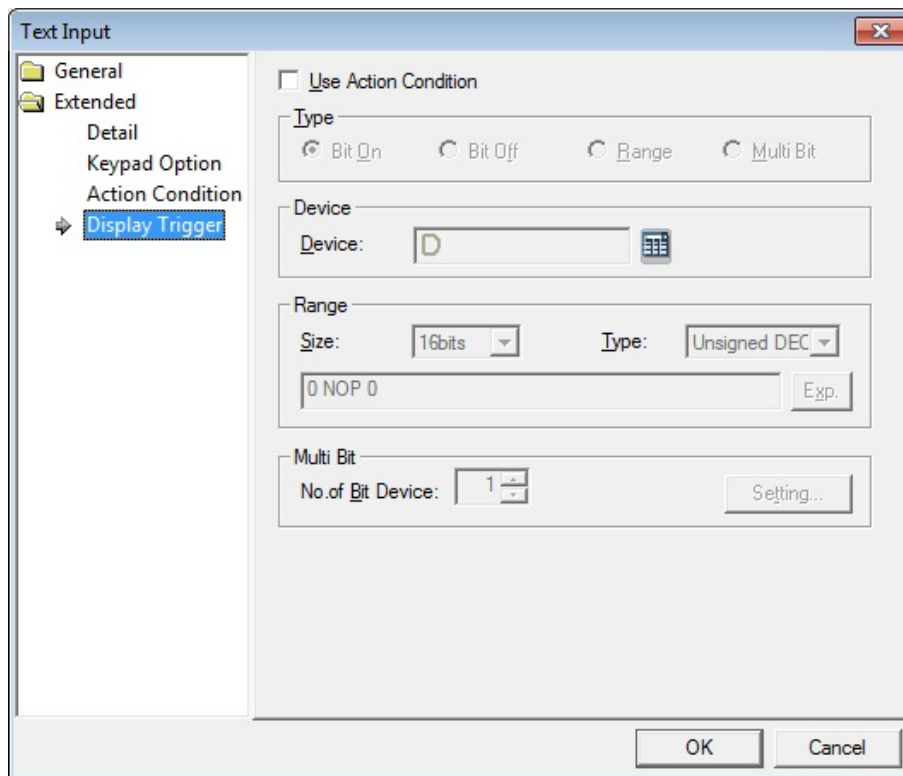 Text Input
General
Extended
Detail
Keypad Option
Action Condition
Display Trigger
Use Action Condition
Type
Bit On Bit Off Range Multi Bit
Device
Device: D
Range
Size: 16bits Type: Unsigned DEC
0 NOP 0 Exp.
Multi Bit
No.of Bit Device: 1 Setting...
OK Cancel